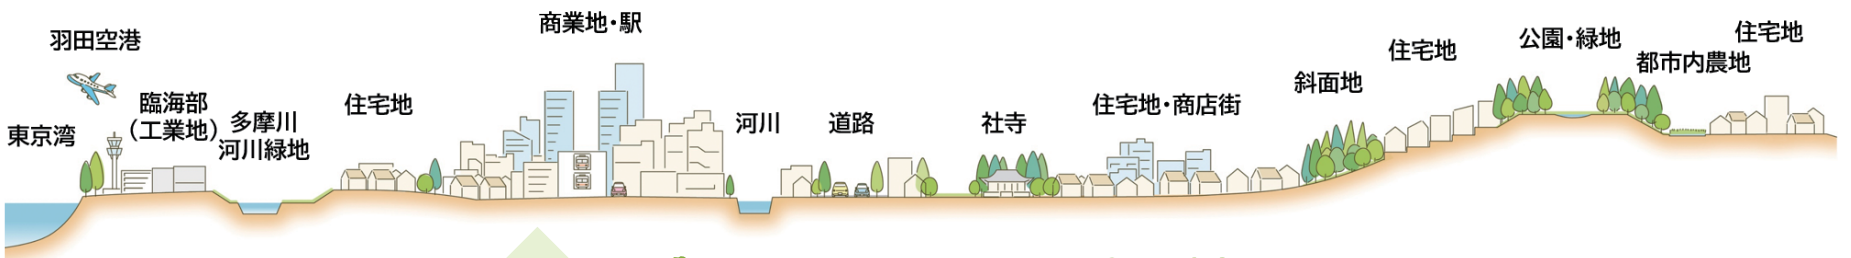 羽田空港
東京湾
臨海部
（工業地）
多摩川
河川緑地
住宅地
商業地・駅
河川
道路
社寺
住宅地・商店街
斜面地
住宅地
公園・緑地
都市内農地
住宅地